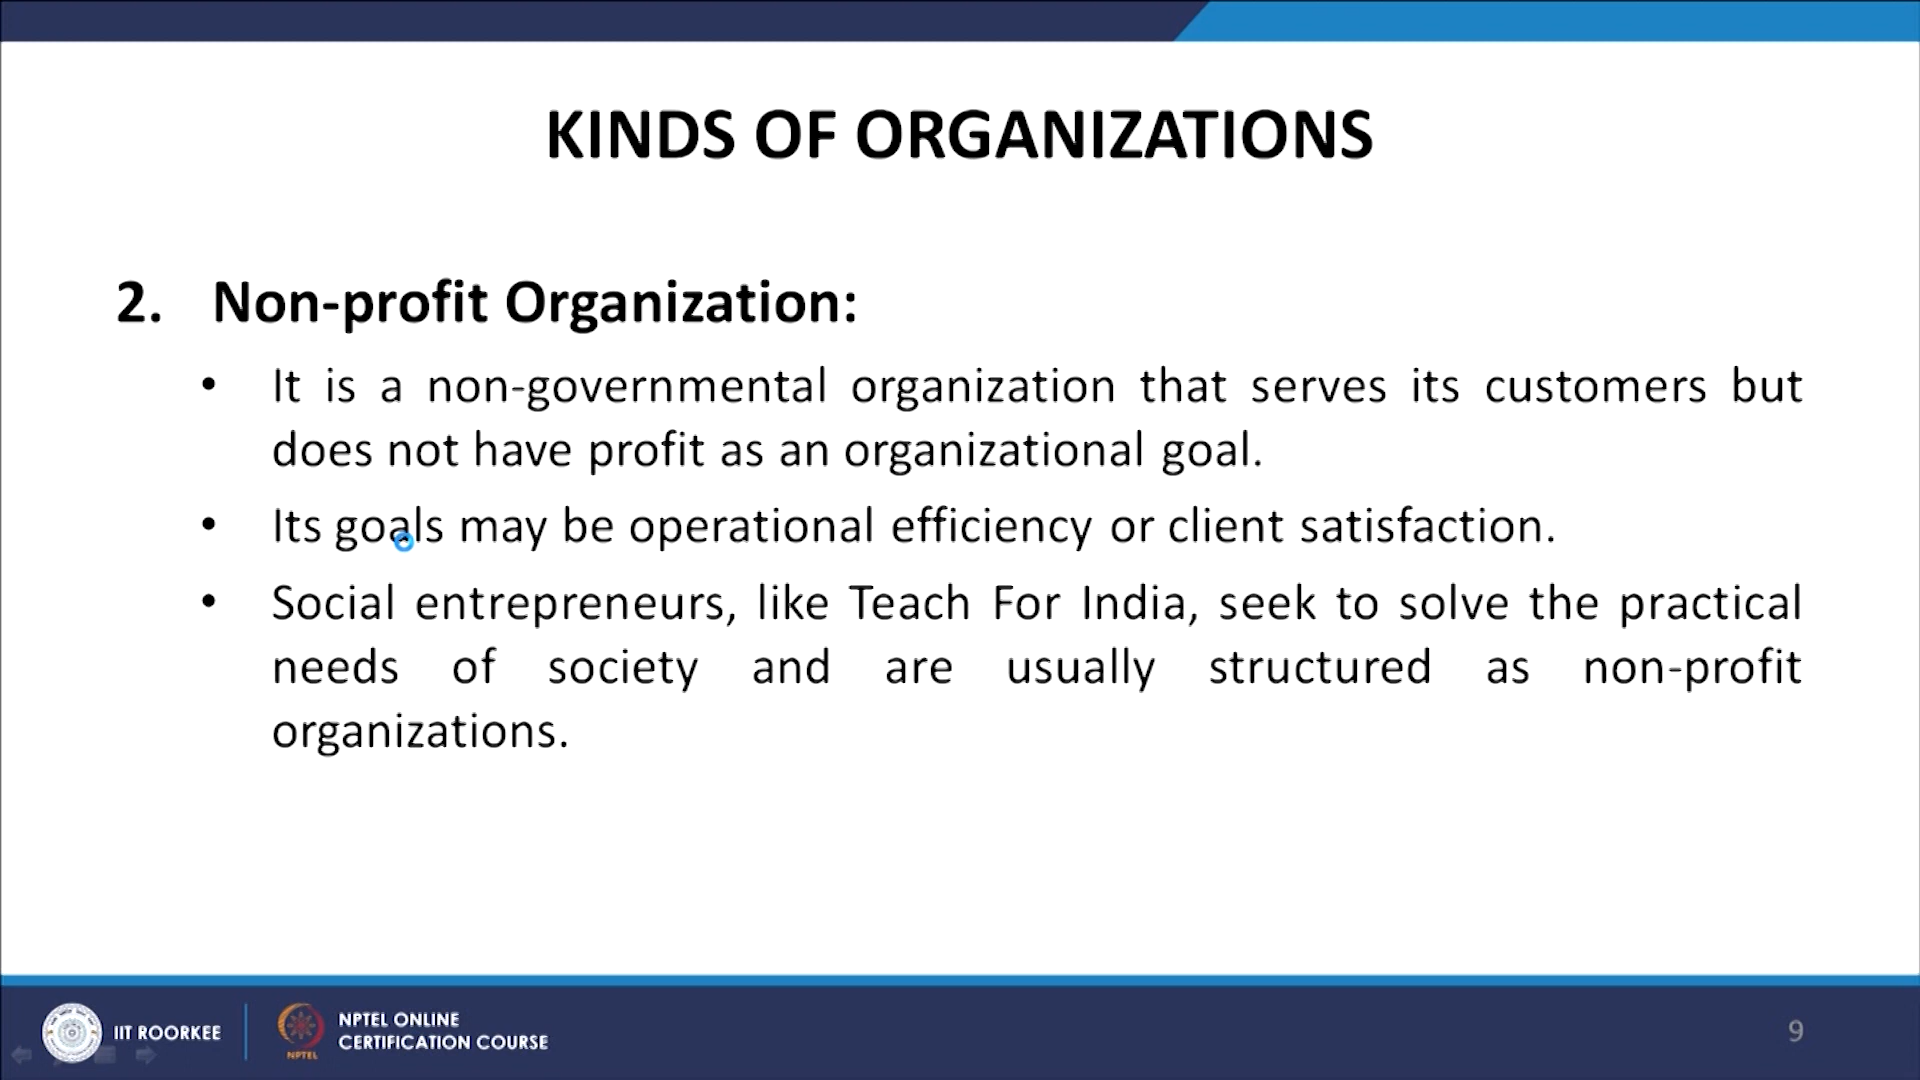 KINDS OF ORGANIZATIONS
2. Non-profit Organization:
• It is a non-governmental organization that serves its customers but
does not have profit as an organizational goal.
• Its goals may be operational efficiency or client satisfaction.
• Social entrepreneurs, like Teach For India, seek to solve the practical
needs of society and are usually structured as non-profit
organizations.
IIT ROORKEE
NPTEL
NPTEL ONLINE
CERTIFICATION COURSE
9